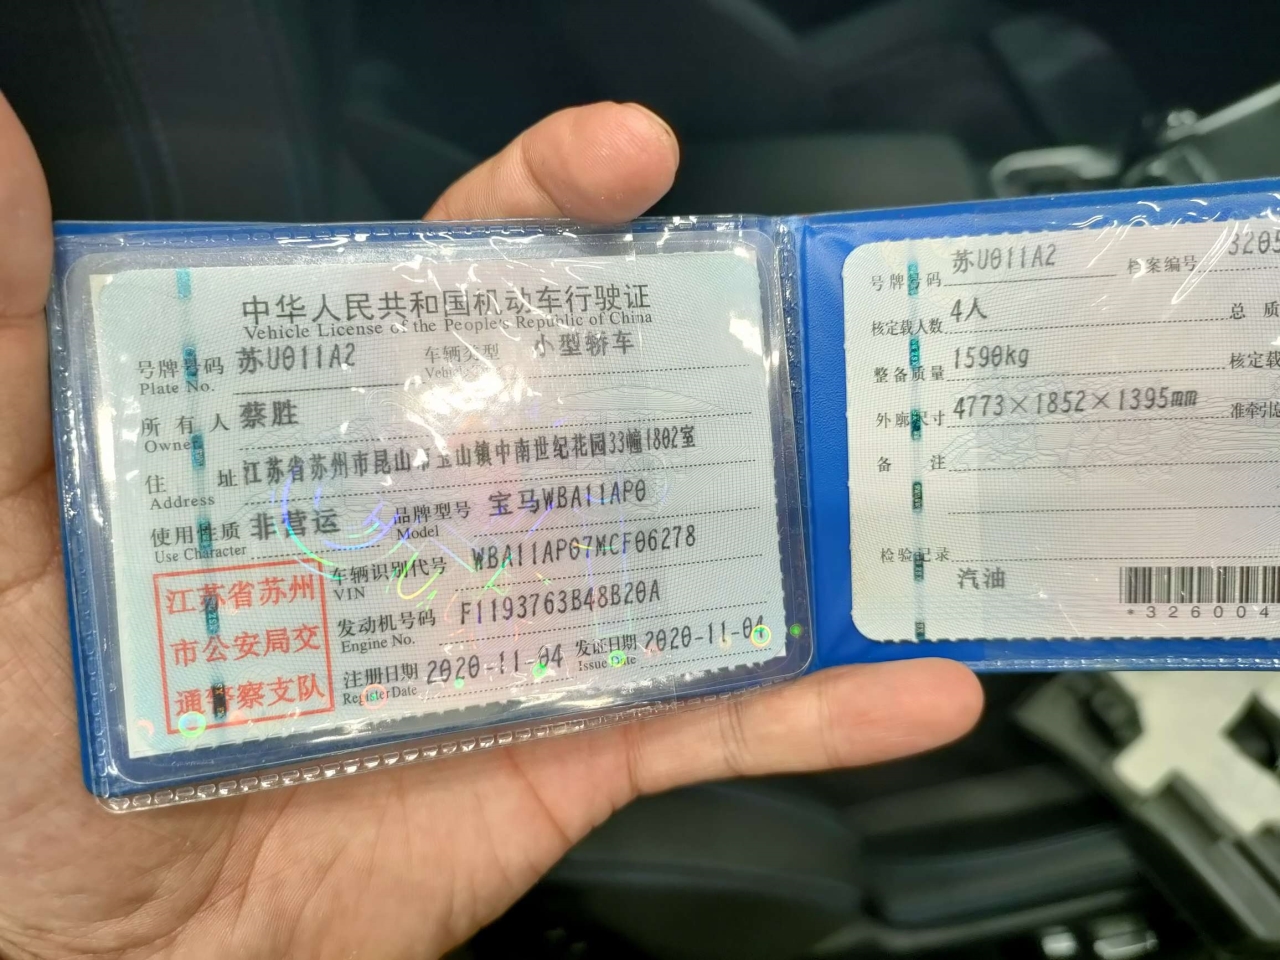 中华人民共和国机动车行驶证
Vehicle License of the People's Republic of China
号牌号码 苏U011A2 车辆类型 小型轿车
Plate No.
所有人 蔡胜
Owner
住址 江苏省苏州市昆山市玉山镇中南世纪花园33幢1802室
Address
使用性质 非营运 品牌型号 宝马WBA11AP0
Use Character Model
车辆识别代号 WBA11AP07MCF06278
VIN
发动机号码 F1193763B48B20A
Engine No.
注册日期 2020-11-04 发证日期 2020-11-04
Register Date Issue Date
江苏省苏州
市公安局交
通警察支队
号牌号码 苏U011A2 档案编号 3205
核定载人数 4人 总质
整备质量 1590kg 核定载
外廓尺寸 4773×1852×1395mm 准牵引
备注
检验记录
汽油
*326004